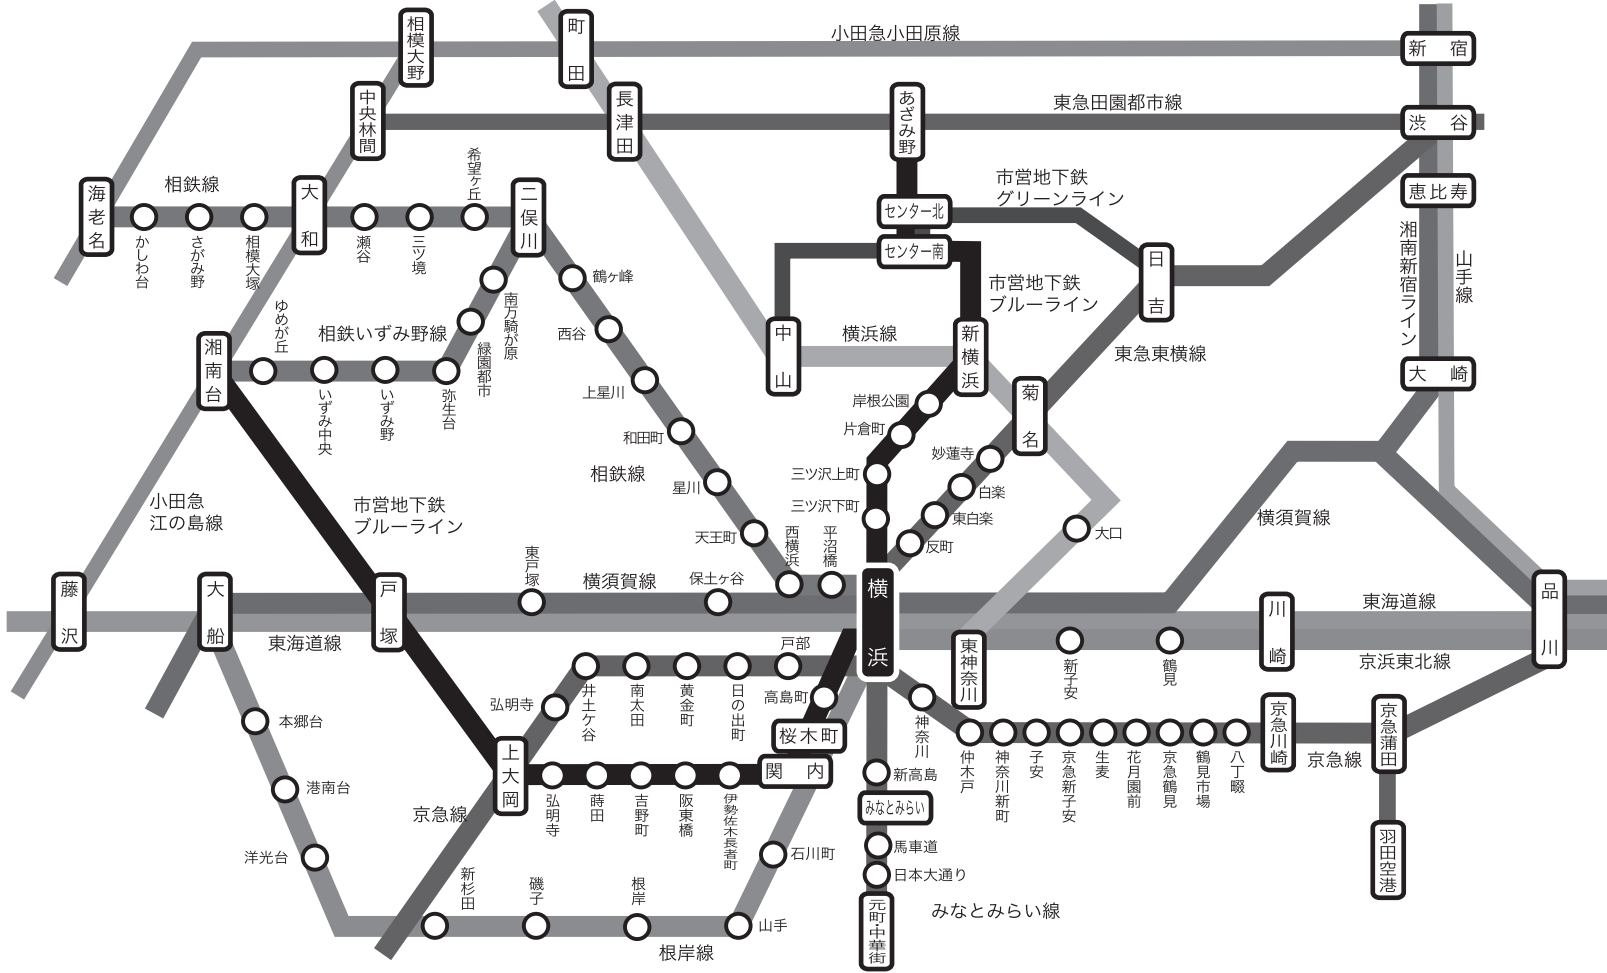 小田急小田原線
相模大野
町田
新宿
中央林間
長津田
あざみ野
東急田園都市線
渋谷
希望ヶ丘
海老名
相鉄線
大和
二俣川
市営地下鉄
グリーンライン
恵比寿
かしわ台
さがみ野
相模大塚
瀬谷
三ツ境
センター北
センター南
湘南新宿ライン
山手線
鶴ヶ峰
日吉
市営地下鉄
ブルーライン
ゆめが丘
相鉄いずみ野線
南万騎が原
西谷
湘南台
緑園都市
中山
横浜線
新横浜
東急東横線
大崎
いずみ中央
いずみ野
弥生台
上星川
岸根公園
菊名
和田町
片倉町
妙蓮寺
相鉄線
三ツ沢上町
星川
白楽
小田急
江の島線
市営地下鉄
ブルーライン
三ツ沢下町
東白楽
横須賀線
天王町
西横浜
平沼橋
反町
大口
東戸塚
横須賀線
保土ヶ谷
藤沢
大船
戸塚
横浜
川崎
東海道線
品川
東海道線
戸部
東神奈川
新子安
鶴見
京浜東北線
弘明寺
井土ケ谷
南太田
黄金町
日の出町
高島町
神奈川
本郷台
桜木町
京急川崎
京急蒲田
上大岡
関内
新高島
仲木戸
神奈川新町
子安
京急新子安
生麦
花月園前
京急鶴見
鶴見市場
八丁畷
京急線
港南台
京急線
弘明寺
蒔田
吉野町
阪東橋
伊勢佐木長者町
みなとみらい
羽田空港
洋光台
石川町
馬車道
新杉田
磯子
根岸
日本大通り
山手
元町・中華街
みなとみらい線
根岸線